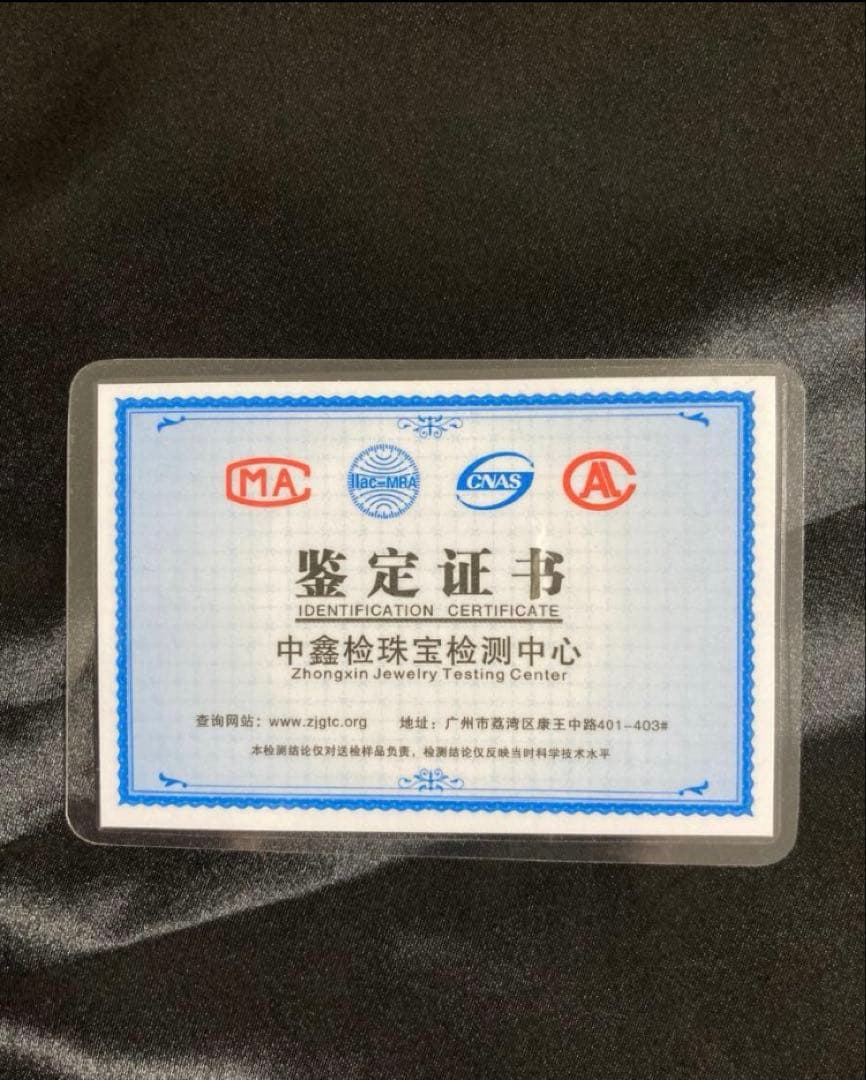 MA ilac-MRA CNAS CAL
鉴定证书
IDENTIFICATION CERTIFICATE
中鑫检珠宝检测中心
Zhongxin Jewelry Testing Center
查询网站：www.zjgtc.org 地址：广州市荔湾区康王中路401-403#
本检测结论仅对送检样品负责，检测结论仅反映当时科学技术水平